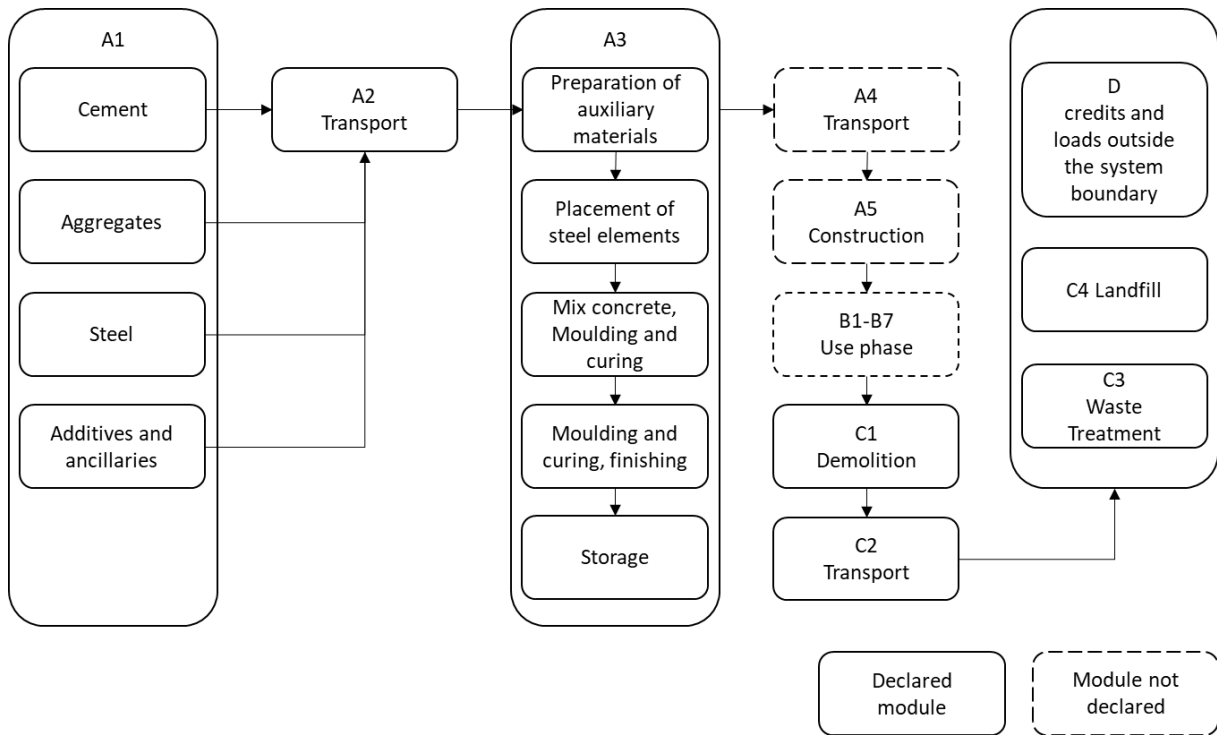 A1
Cement
Aggregates
Steel
Additives and
ancillaries
A2
Transport
A3
Preparation of
auxiliary
materials
Placement of
steel elements
Mix concrete,
Moulding and
curing
Moulding and
curing, finishing
Storage
A4
Transport
A5
Construction
B1-B7
Use phase
C1
Demolition
C2
Transport
D
credits and
loads outside
the system
boundary
C4 Landfill
C3
Waste
Treatment
Declared
module
Module not
declared